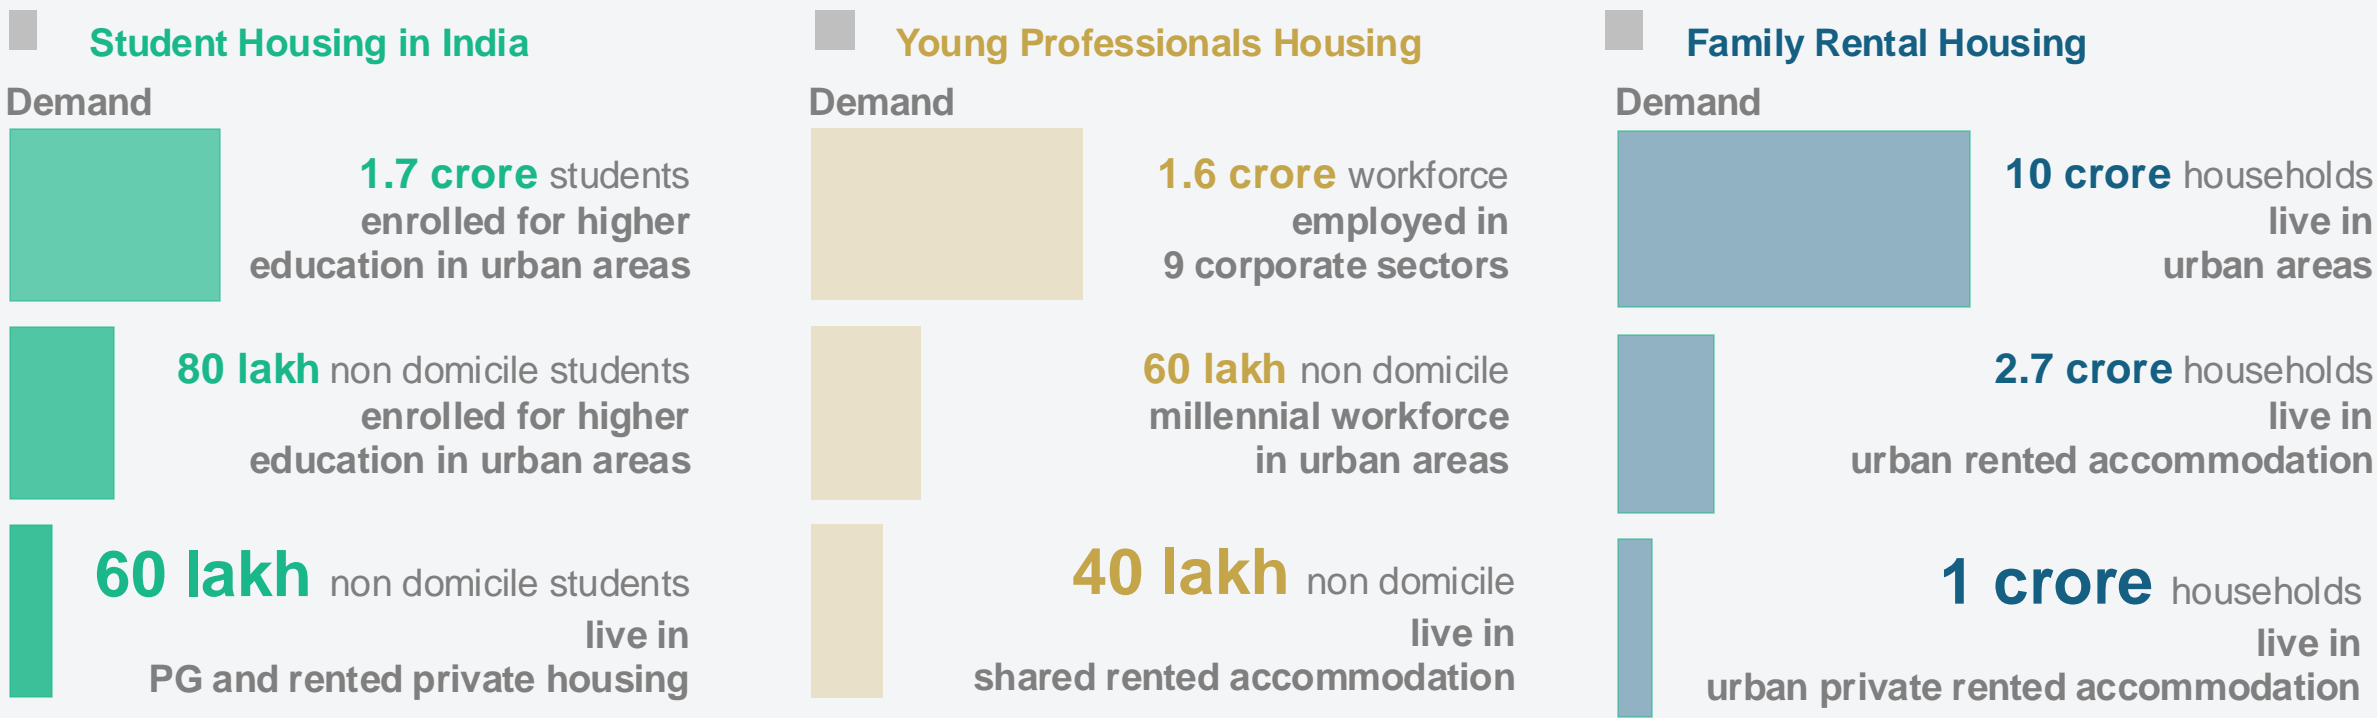 Student Housing in India
Demand
1.7 crore students
enrolled for higher
education in urban areas
80 lakh non domicile students
enrolled for higher
education in urban areas
60 lakh non domicile students
live in
PG and rented private housing
Young Professionals Housing
Demand
1.6 crore workforce
employed in
9 corporate sectors
60 lakh non domicile
millennial workforce
in urban areas
40 lakh non domicile
live in
shared rented accommodation
Family Rental Housing
Demand
10 crore households
live in
urban areas
2.7 crore households
live in
urban rented accommodation
1 crore households
live in
urban private rented accommodation